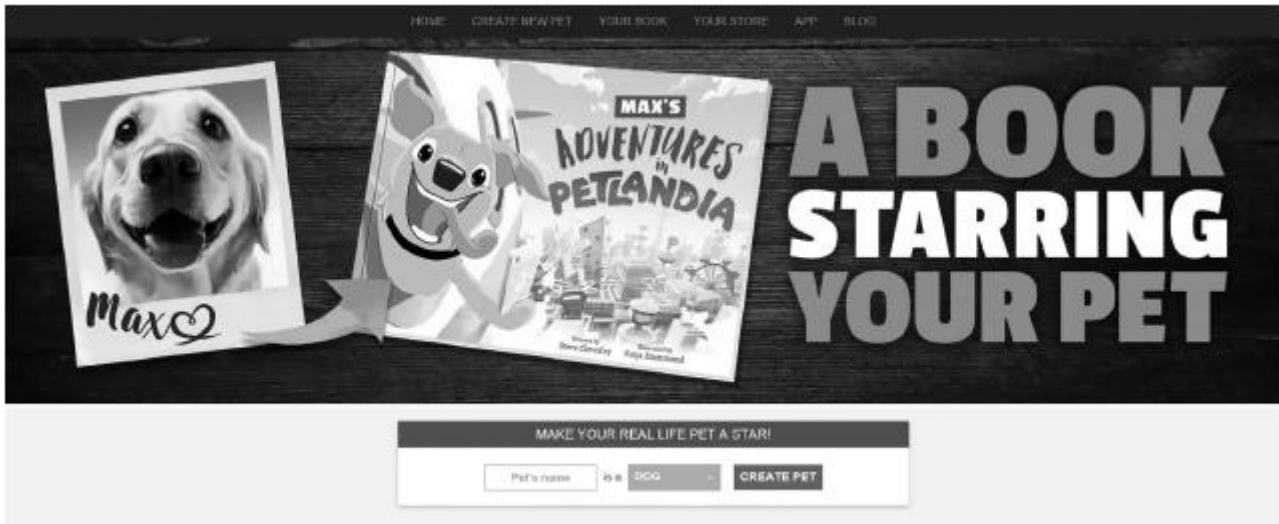 HOME CREATE NEW PET YOUR BOOK YOUR STORE APP BLOG
Max
MAX'S
ADVENTURES
in
PETLANDIA
A BOOK
STARRING
YOUR PET
MAKE YOUR REAL LIFE PET A STAR!
Pet's name is a DOG CREATE PET